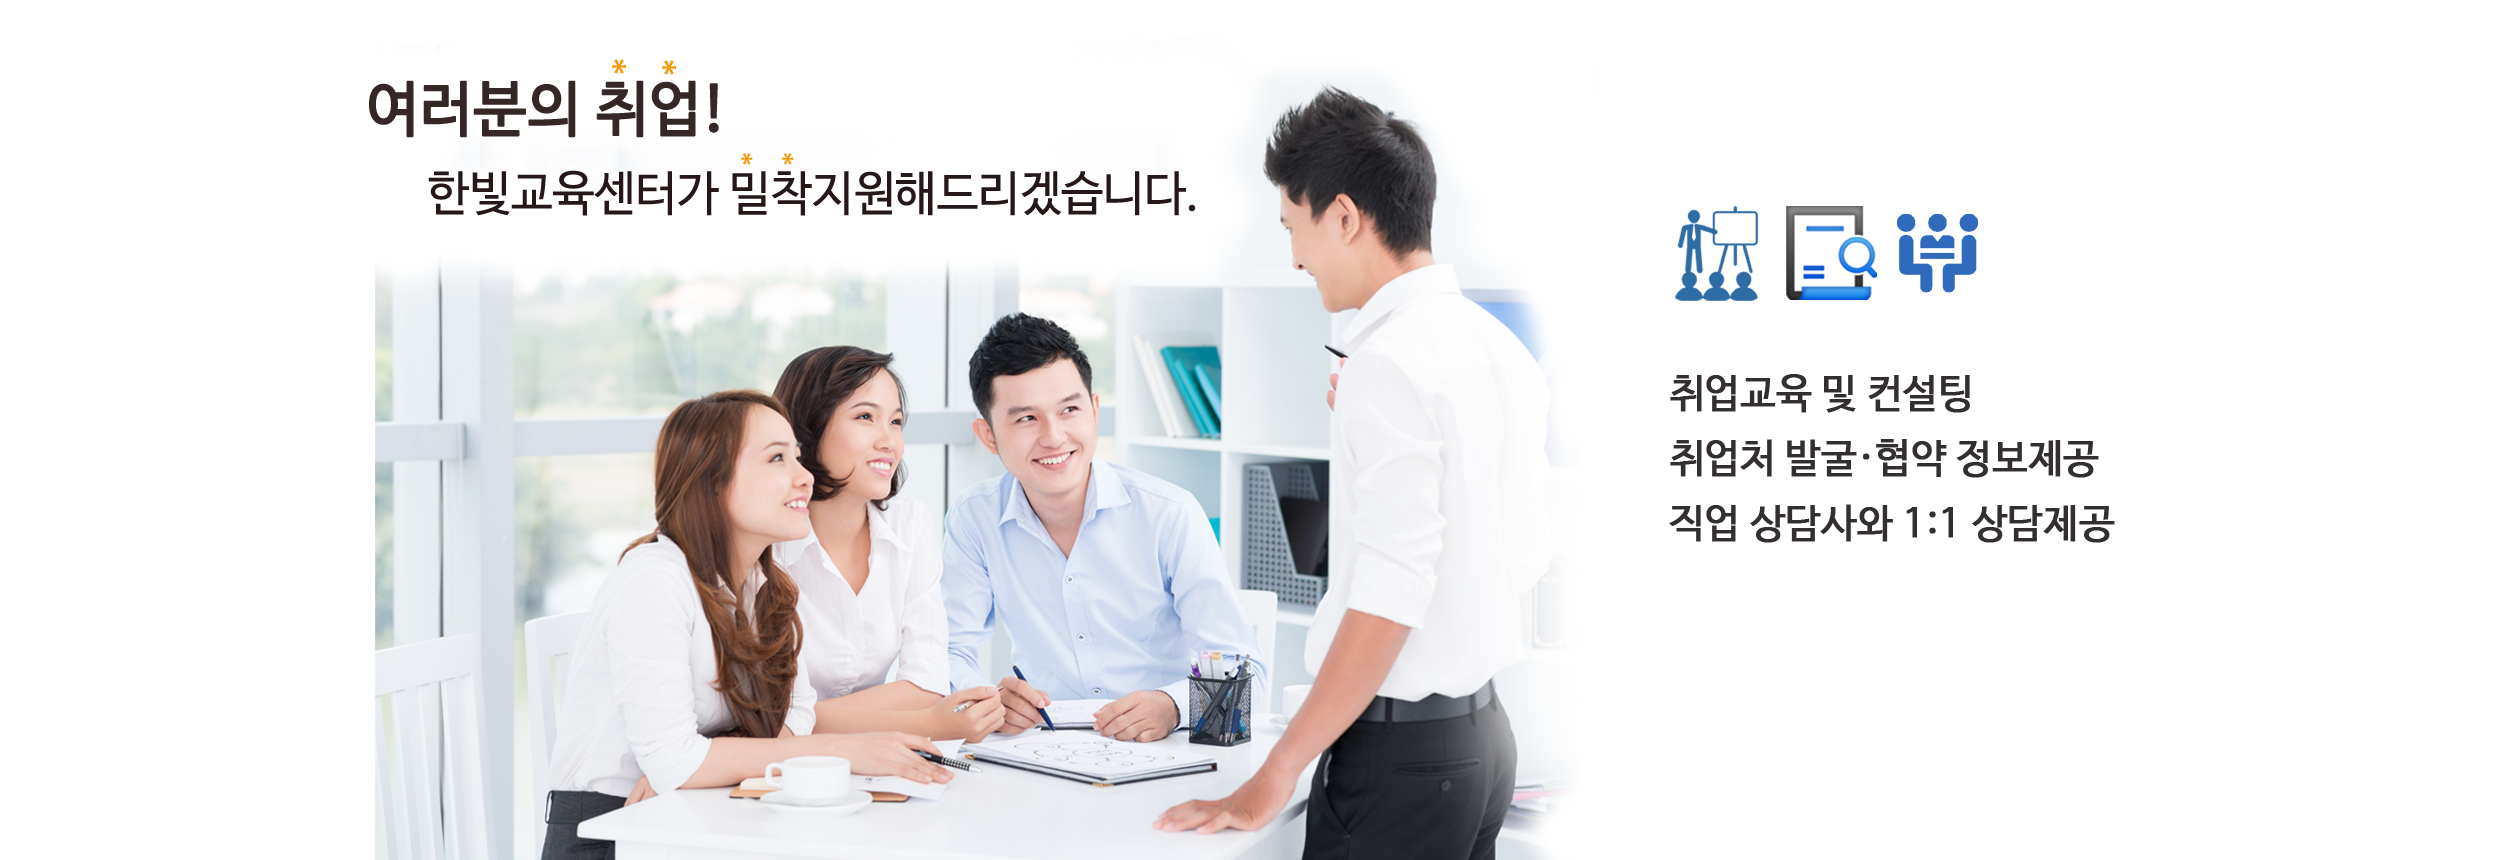 여러분의 취업!
한빛교육센터가 밀착지원해드리겠습니다.
취업교육 및 컨설팅
취업처 발굴·협약 정보제공
직업 상담사와 1:1 상담제공